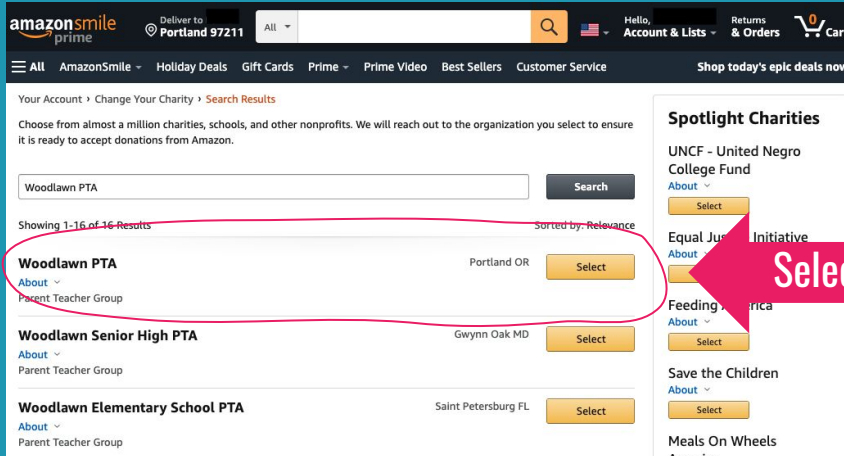 amazonsmile
prime
Deliver to
Portland 97211
All
Hello,
Account & Lists
Returns
& Orders
0
Car
All AmazonSmile Holiday Deals Gift Cards Prime Prime Video Best Sellers Customer Service Shop today's epic deals now
Your Account › Change Your Charity › Search Results
Choose from almost a million charities, schools, and other nonprofits. We will reach out to the organization you select to ensure
it is ready to accept donations from Amazon.
Woodlawn PTA
Search
Showing 1-16 of 16 Results
Sorted by: Relevance
Woodlawn PTA
Portland OR
Select
About
Parent Teacher Group
Woodlawn Senior High PTA
Gwynn Oak MD
Select
About
Parent Teacher Group
Woodlawn Elementary School PTA
Saint Petersburg FL
Select
About
Parent Teacher Group
Spotlight Charities
UNCF - United Negro
College Fund
About
Select
Equal Initiative
About
Selec
Feeding
About
Select
Save the Children
About
Select
Meals On Wheels